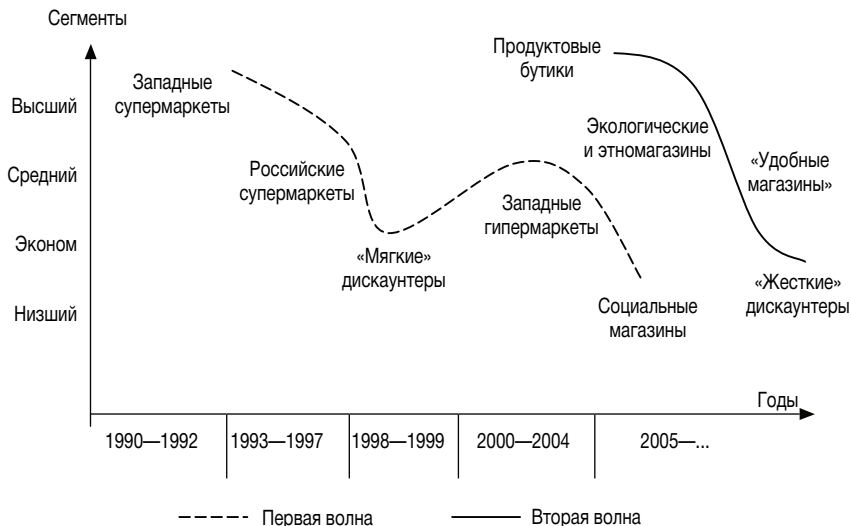 Сегменты
Продуктовые
бутики
Западные
супермаркеты
Высший
Экологические
и этномагазины
«Удобные
магазины»
Средний
Российские
супермаркеты
Западные
гипермаркеты
Эконом
«Мягкие»
дискаунтеры
«Жесткие»
дискаунтеры
Низший
Социальные
магазины
Годы
1990—1992
1993—1997
1998—1999
2000—2004
2005—...
Первая волна
Вторая волна